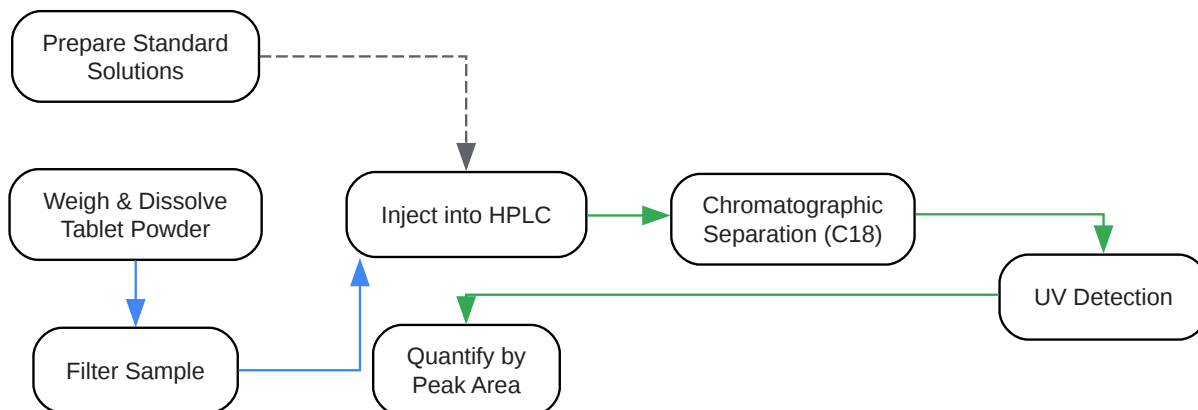 Prepare Standard
Solutions
Weigh & Dissolve
Tablet Powder
Filter Sample
Inject into HPLC
Chromatographic
Separation (C18)
UV Detection
Quantify by
Peak Area